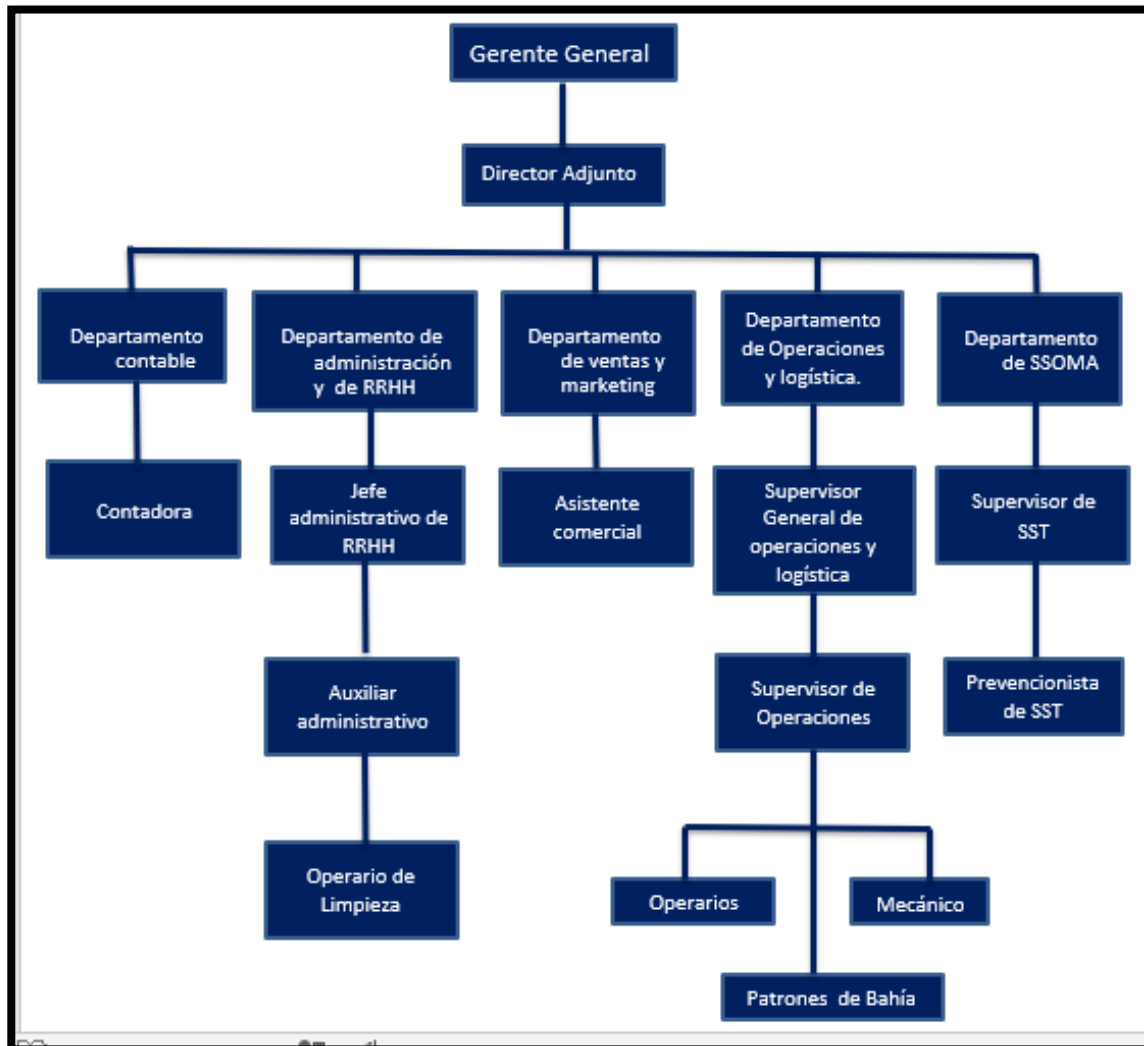 Gerente General
Director Adjunto
Departamento
contable
Departamento de
administración
y de RRHH
Departamento
de ventas y
marketing
Departamento
de Operaciones
y logística.
Departamento
de SSOMA
Contadora
Jefe
administrativo de
RRHH
Asistente
comercial
Supervisor
General de
operaciones y
logística
Supervisor de
SST
Auxiliar
administrativo
Supervisor de
Operaciones
Prevencionista
de SST
Operario de
Limpieza
Operarios
Mecánico
Patrones de Bahía